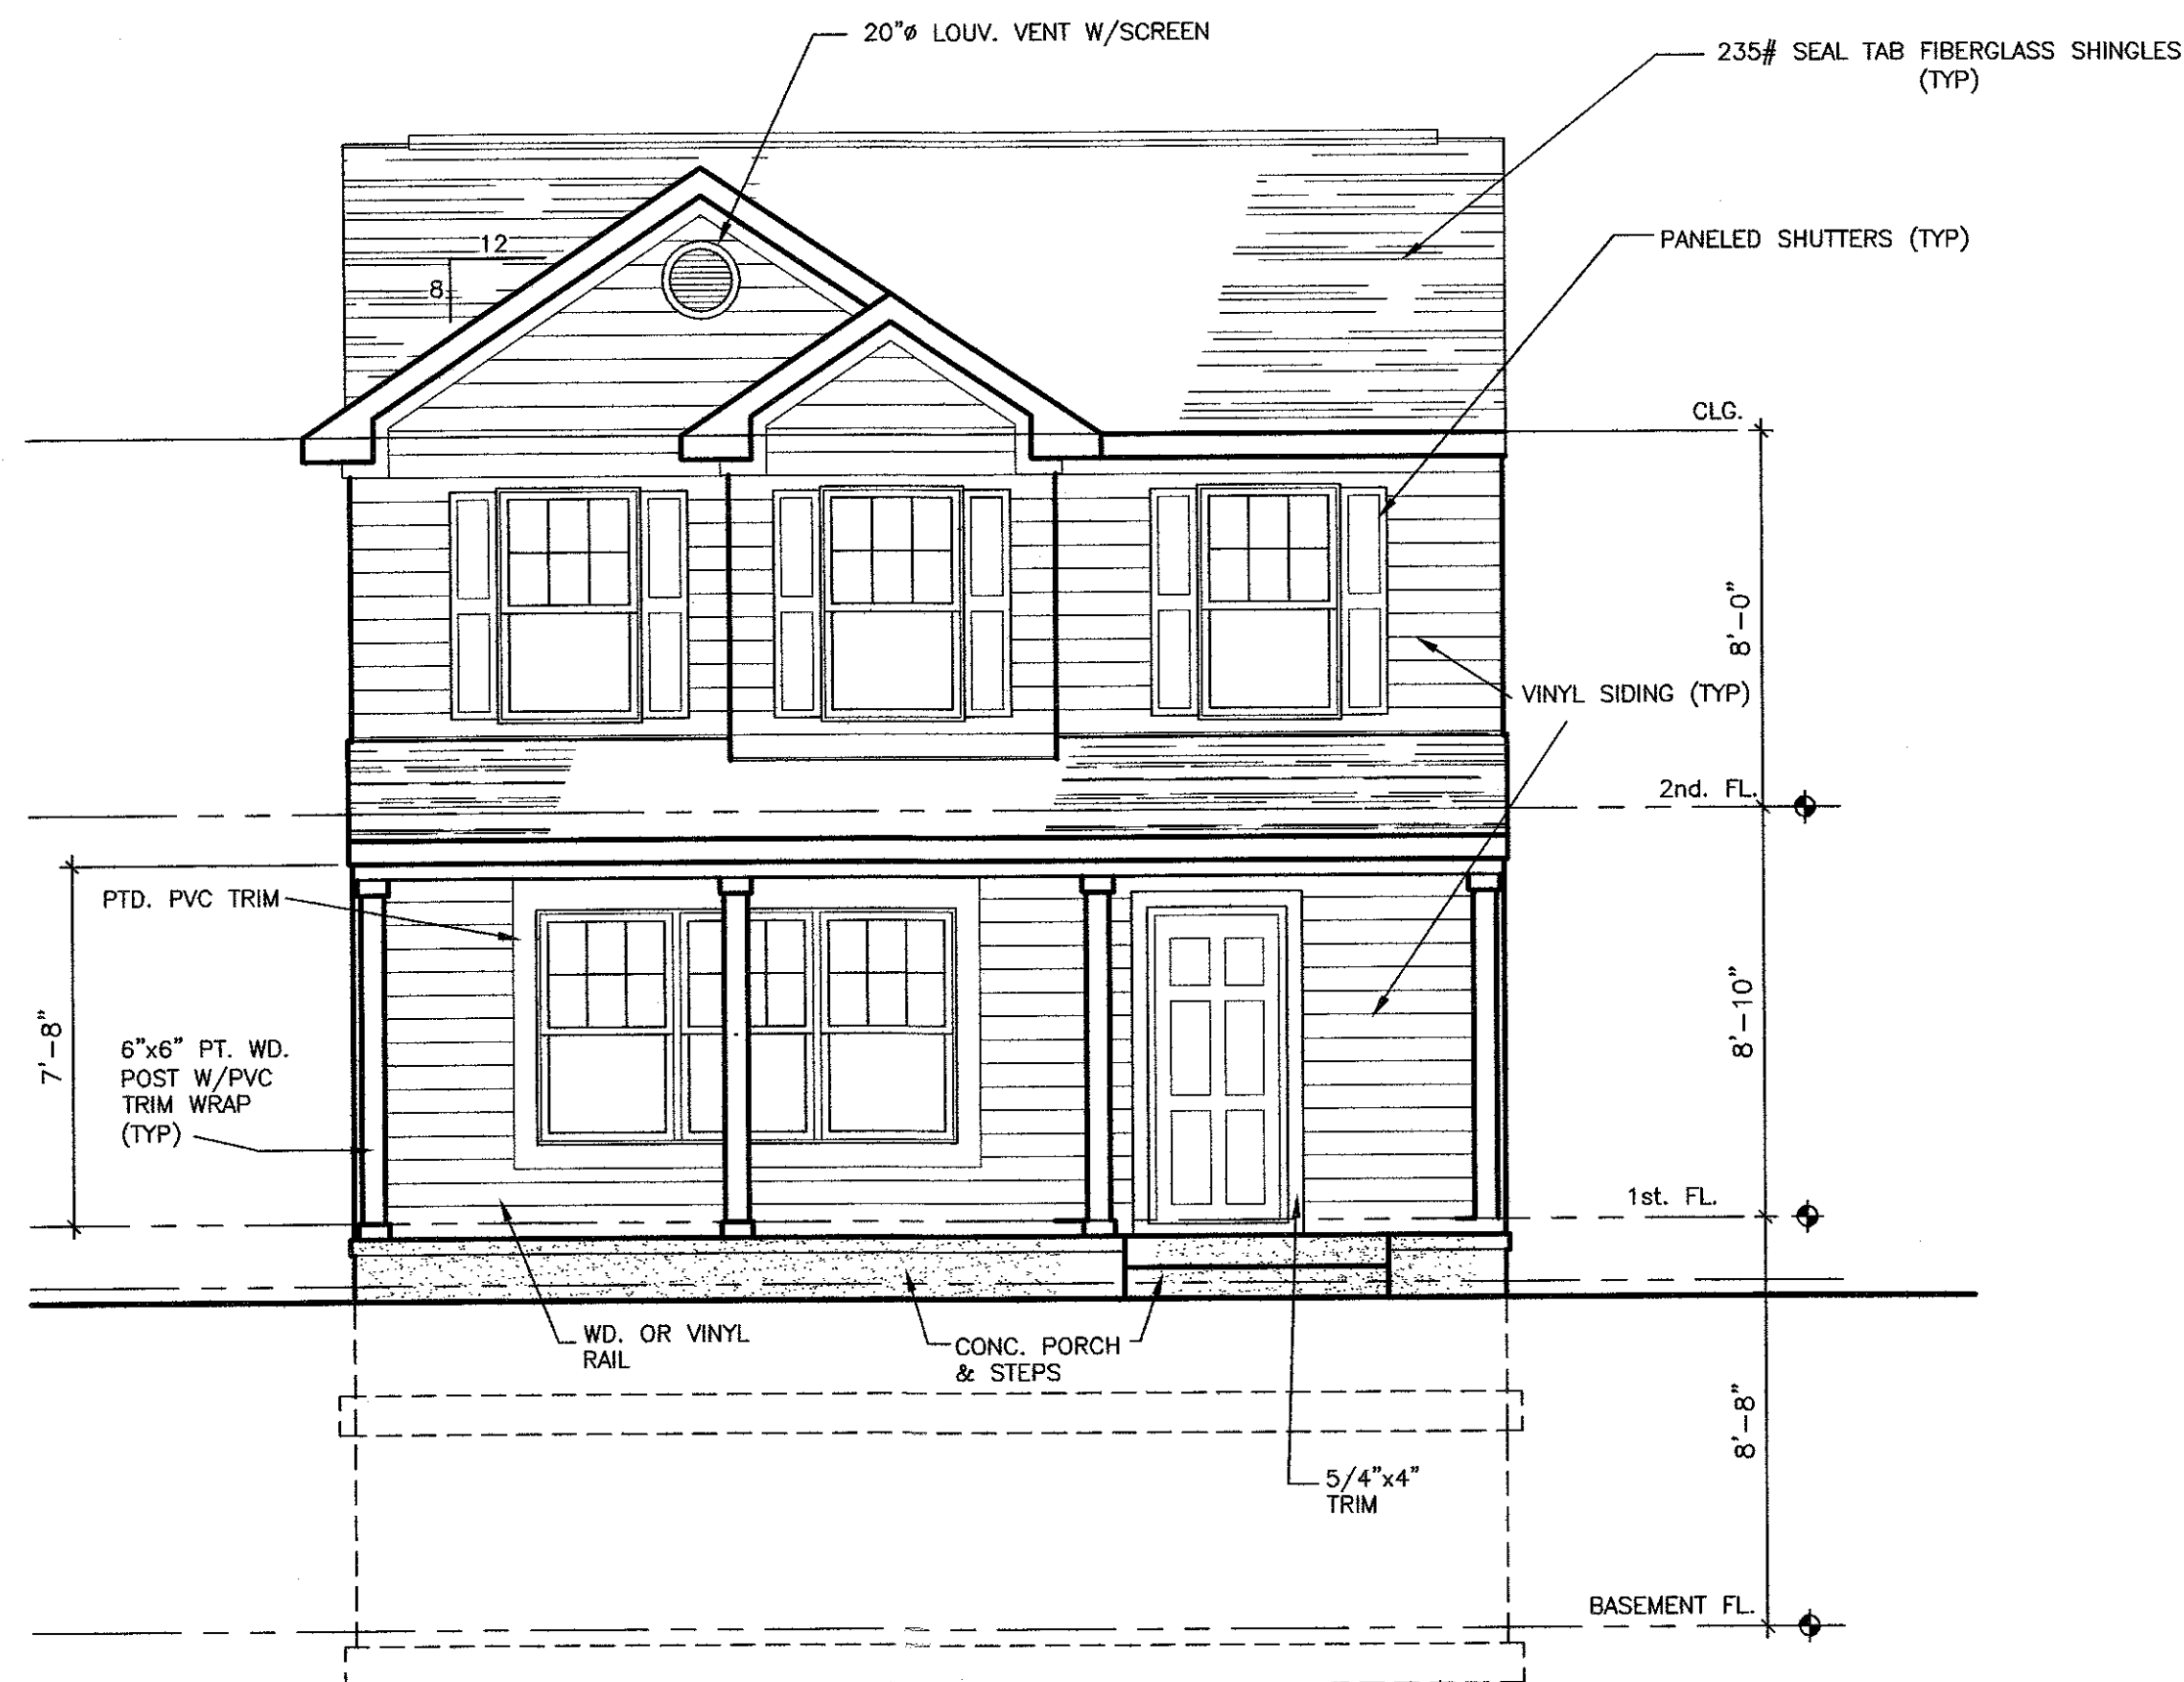 20"ø LOUV. VENT W/SCREEN
235# SEAL TAB FIBERGLASS SHINGLES
(TYP)
12
8
PANELED SHUTTERS (TYP)
CLG.
8'-0"
VINYL SIDING (TYP)
2nd. FL.
PTD. PVC TRIM
7'-8"
6"x6" PT. WD.
POST W/PVC
TRIM WRAP
(TYP)
8'-10"
1st. FL.
WD. OR VINYL
RAIL
CONC. PORCH
& STEPS
8'-8"
5/4"x4"
TRIM
BASEMENT FL.